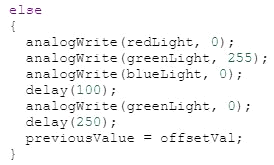 else
{
analogWrite(redLight, 0);
analogWrite(greenLight, 255);
analogWrite(blueLight, 0);
delay(100);
analogWrite(greenLight, 0);
delay(250);
previousValue = offsetVal;
}